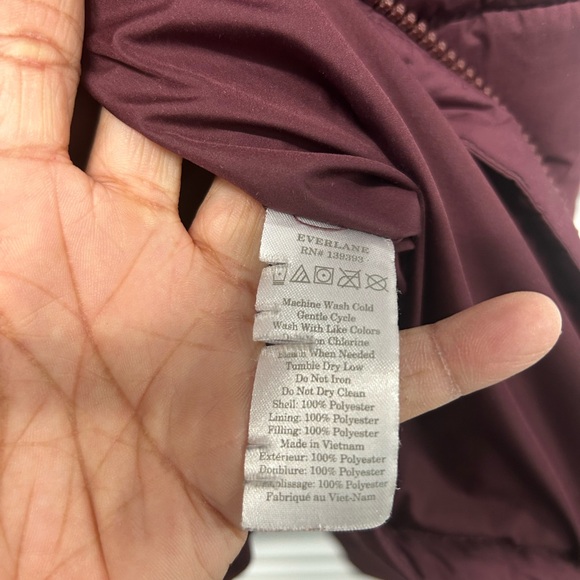 EVERLANE
RN# 139393
Machine Wash Cold
Gentle Cycle
Wash With Like Colors
Chlorine
When Needed
Tumble Dry Low
Do Not Iron
Do Not Dry Clean
Shell: 100% Polyester
Lining: 100% Polyester
Filling: 100% Polyester
Made in Vietnam
Extérieur: 100% Polyester
Doublure: 100% Polyester
100% Polyester
Fabriqué au Viet-Nam